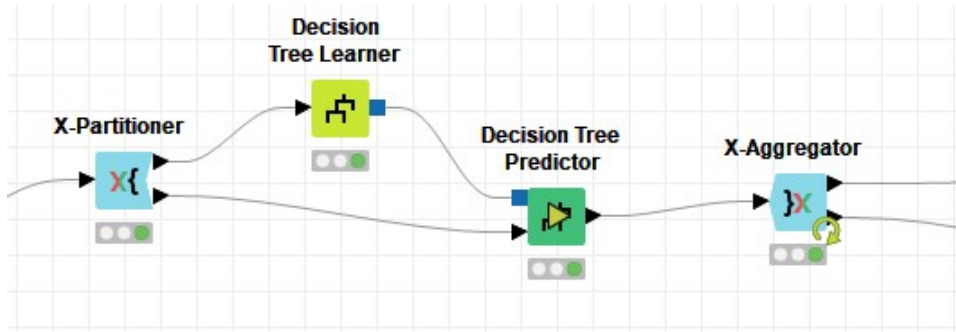 Decision
Tree Learner
X-Partitioner
X{
Decision Tree
Predictor
X-Aggregator
}X